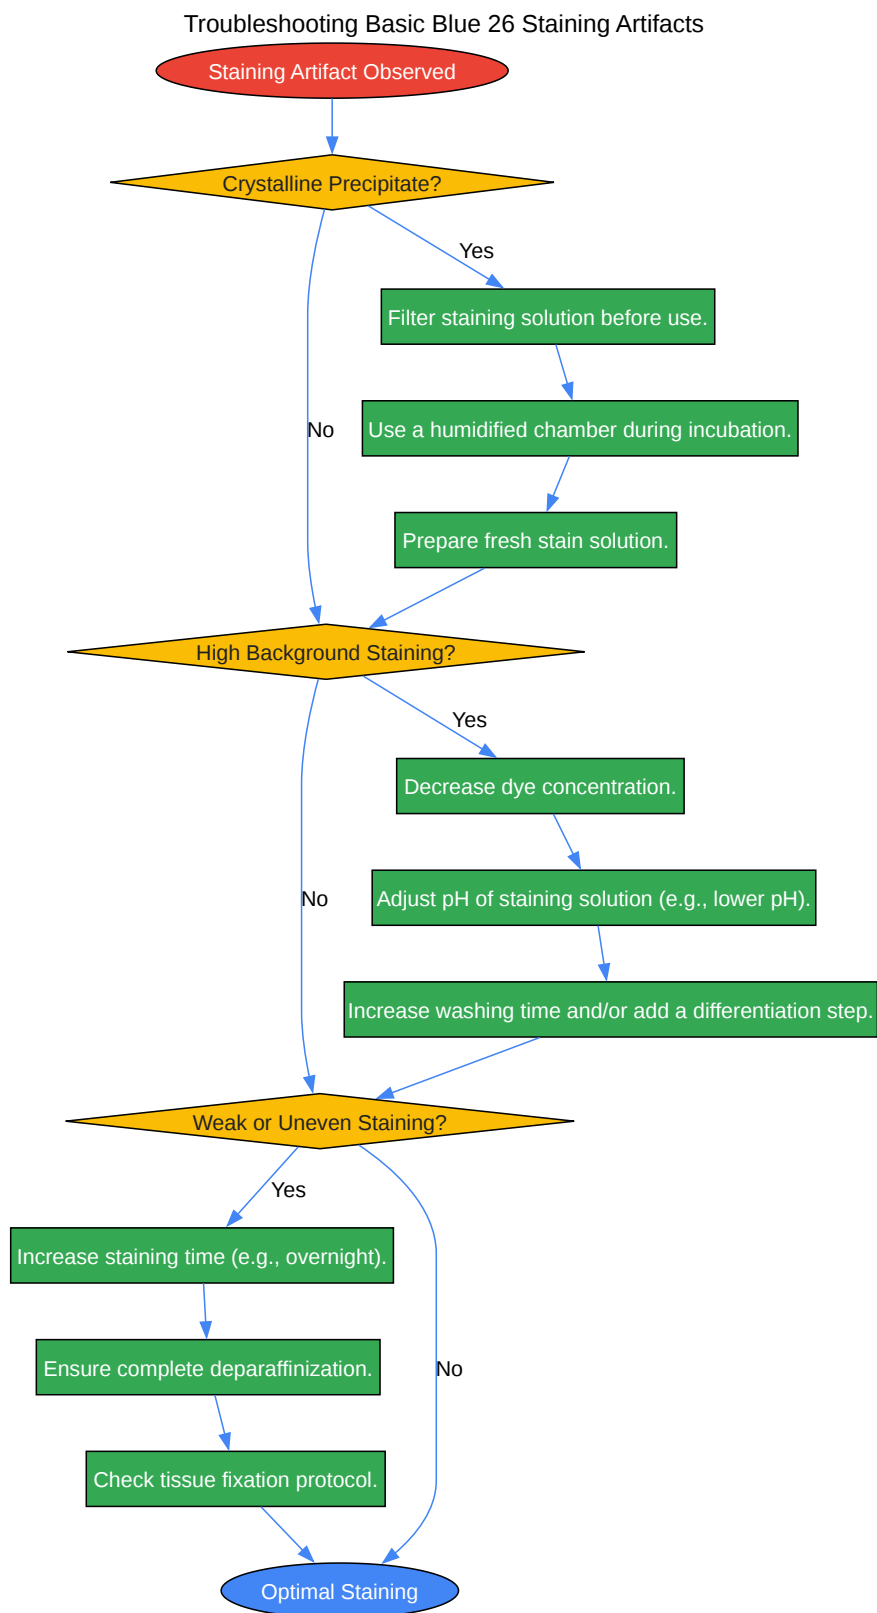 Troubleshooting Basic Blue 26 Staining Artifacts
Staining Artifact Observed
Crystalline Precipitate?
Yes
Filter staining solution before use.
No
Use a humidified chamber during incubation.
Prepare fresh stain solution.
High Background Staining?
Yes
Decrease dye concentration.
No
Adjust pH of staining solution (e.g., lower pH).
Increase washing time and/or add a differentiation step.
Weak or Uneven Staining?
Yes
Increase staining time (e.g., overnight).
Ensure complete deparaffinization.
No
Check tissue fixation protocol.
Optimal Staining